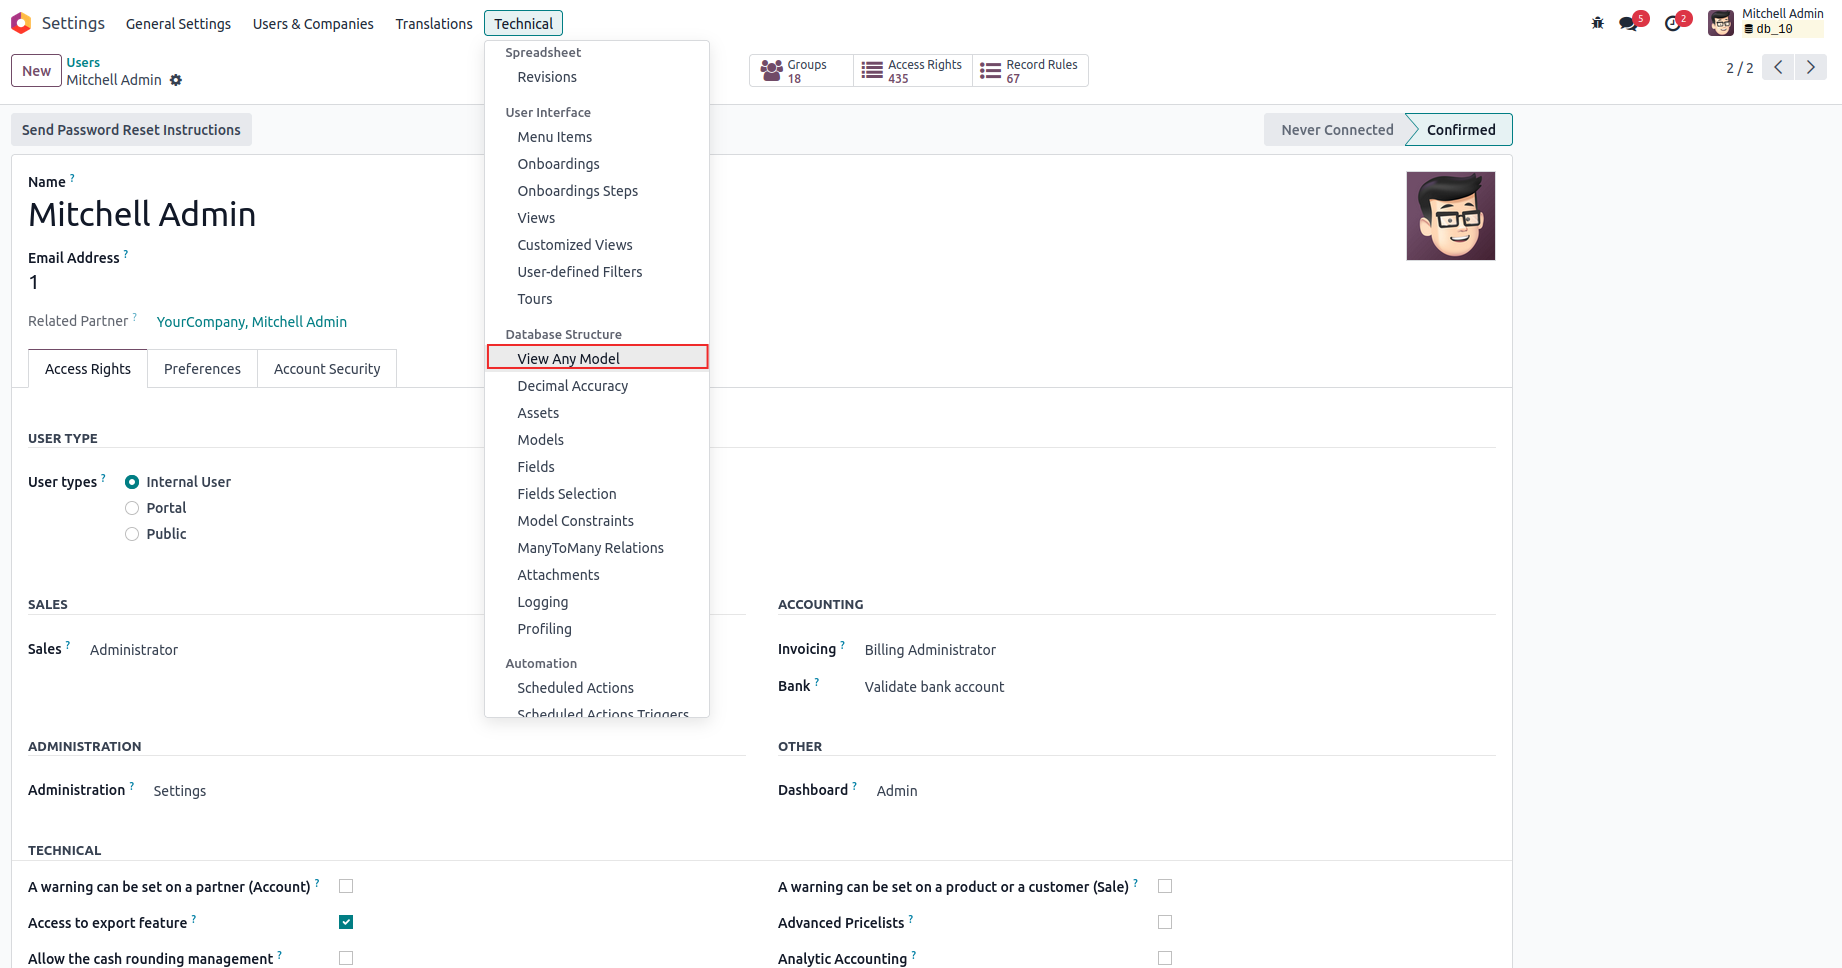 Settings General Settings Users & Companies Translations Technical 5 2 Mitchell Admin
db_10
New Users
Mitchell Admin
Groups
18
Access Rights
435
Record Rules
67
2 / 2
Send Password Reset Instructions
Never Connected Confirmed
Spreadsheet
Revisions
User Interface
Menu Items
Onboardings
Onboardings Steps
Views
Customized Views
User-defined Filters
Tours
Database Structure
View Any Model
Decimal Accuracy
Assets
Models
Fields
Fields Selection
Model Constraints
ManyToMany Relations
Attachments
Logging
Profiling
Automation
Scheduled Actions
Scheduled Actions Triggers
Name ?
Mitchell Admin
Email Address ?
1
Related Partner ? YourCompany, Mitchell Admin
Access Rights Preferences Account Security
USER TYPE
User types ? Internal User
Portal
Public
SALES
Sales ? Administrator
ACCOUNTING
Invoicing ? Billing Administrator
Bank ? Validate bank account
ADMINISTRATION
Administration ? Settings
OTHER
Dashboard ? Admin
TECHNICAL
A warning can be set on a partner (Account) ?
A warning can be set on a product or a customer (Sale) ?
Access to export feature ?
Advanced Pricelists ?
Allow the cash rounding management ?
Analytic Accounting ?